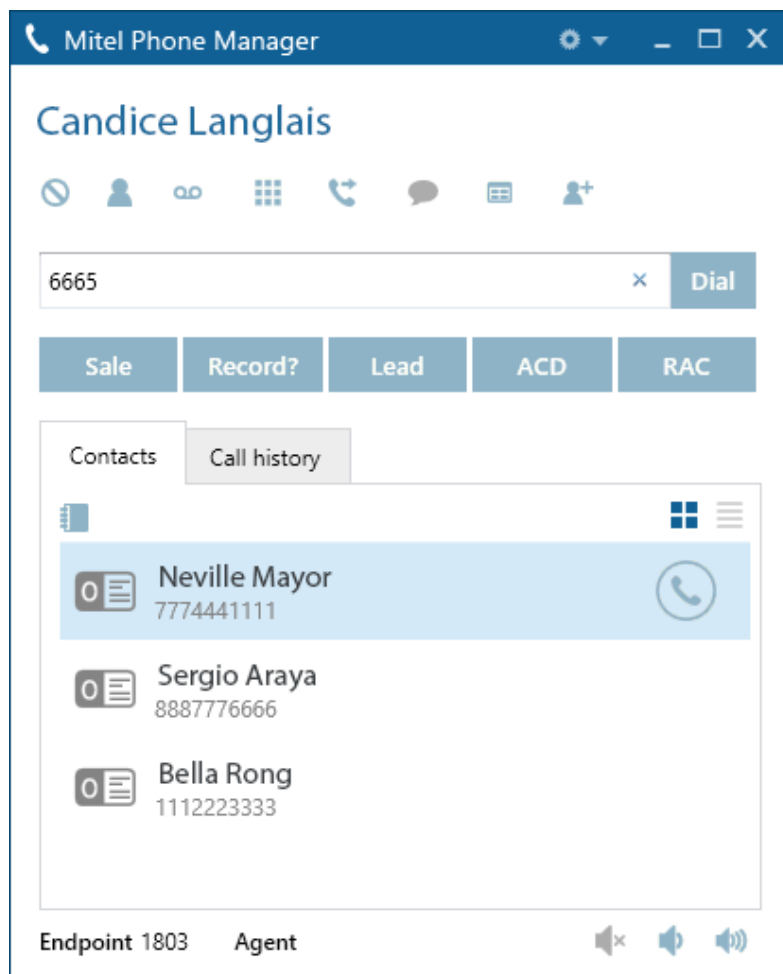 Mitel Phone Manager
Candice Langlais
6665
Dial
Sale Record? Lead ACD RAC
Contacts Call history
O Neville Mayor
7774441111
O Sergio Araya
8887776666
O Bella Rong
1112223333
Endpoint 1803 Agent